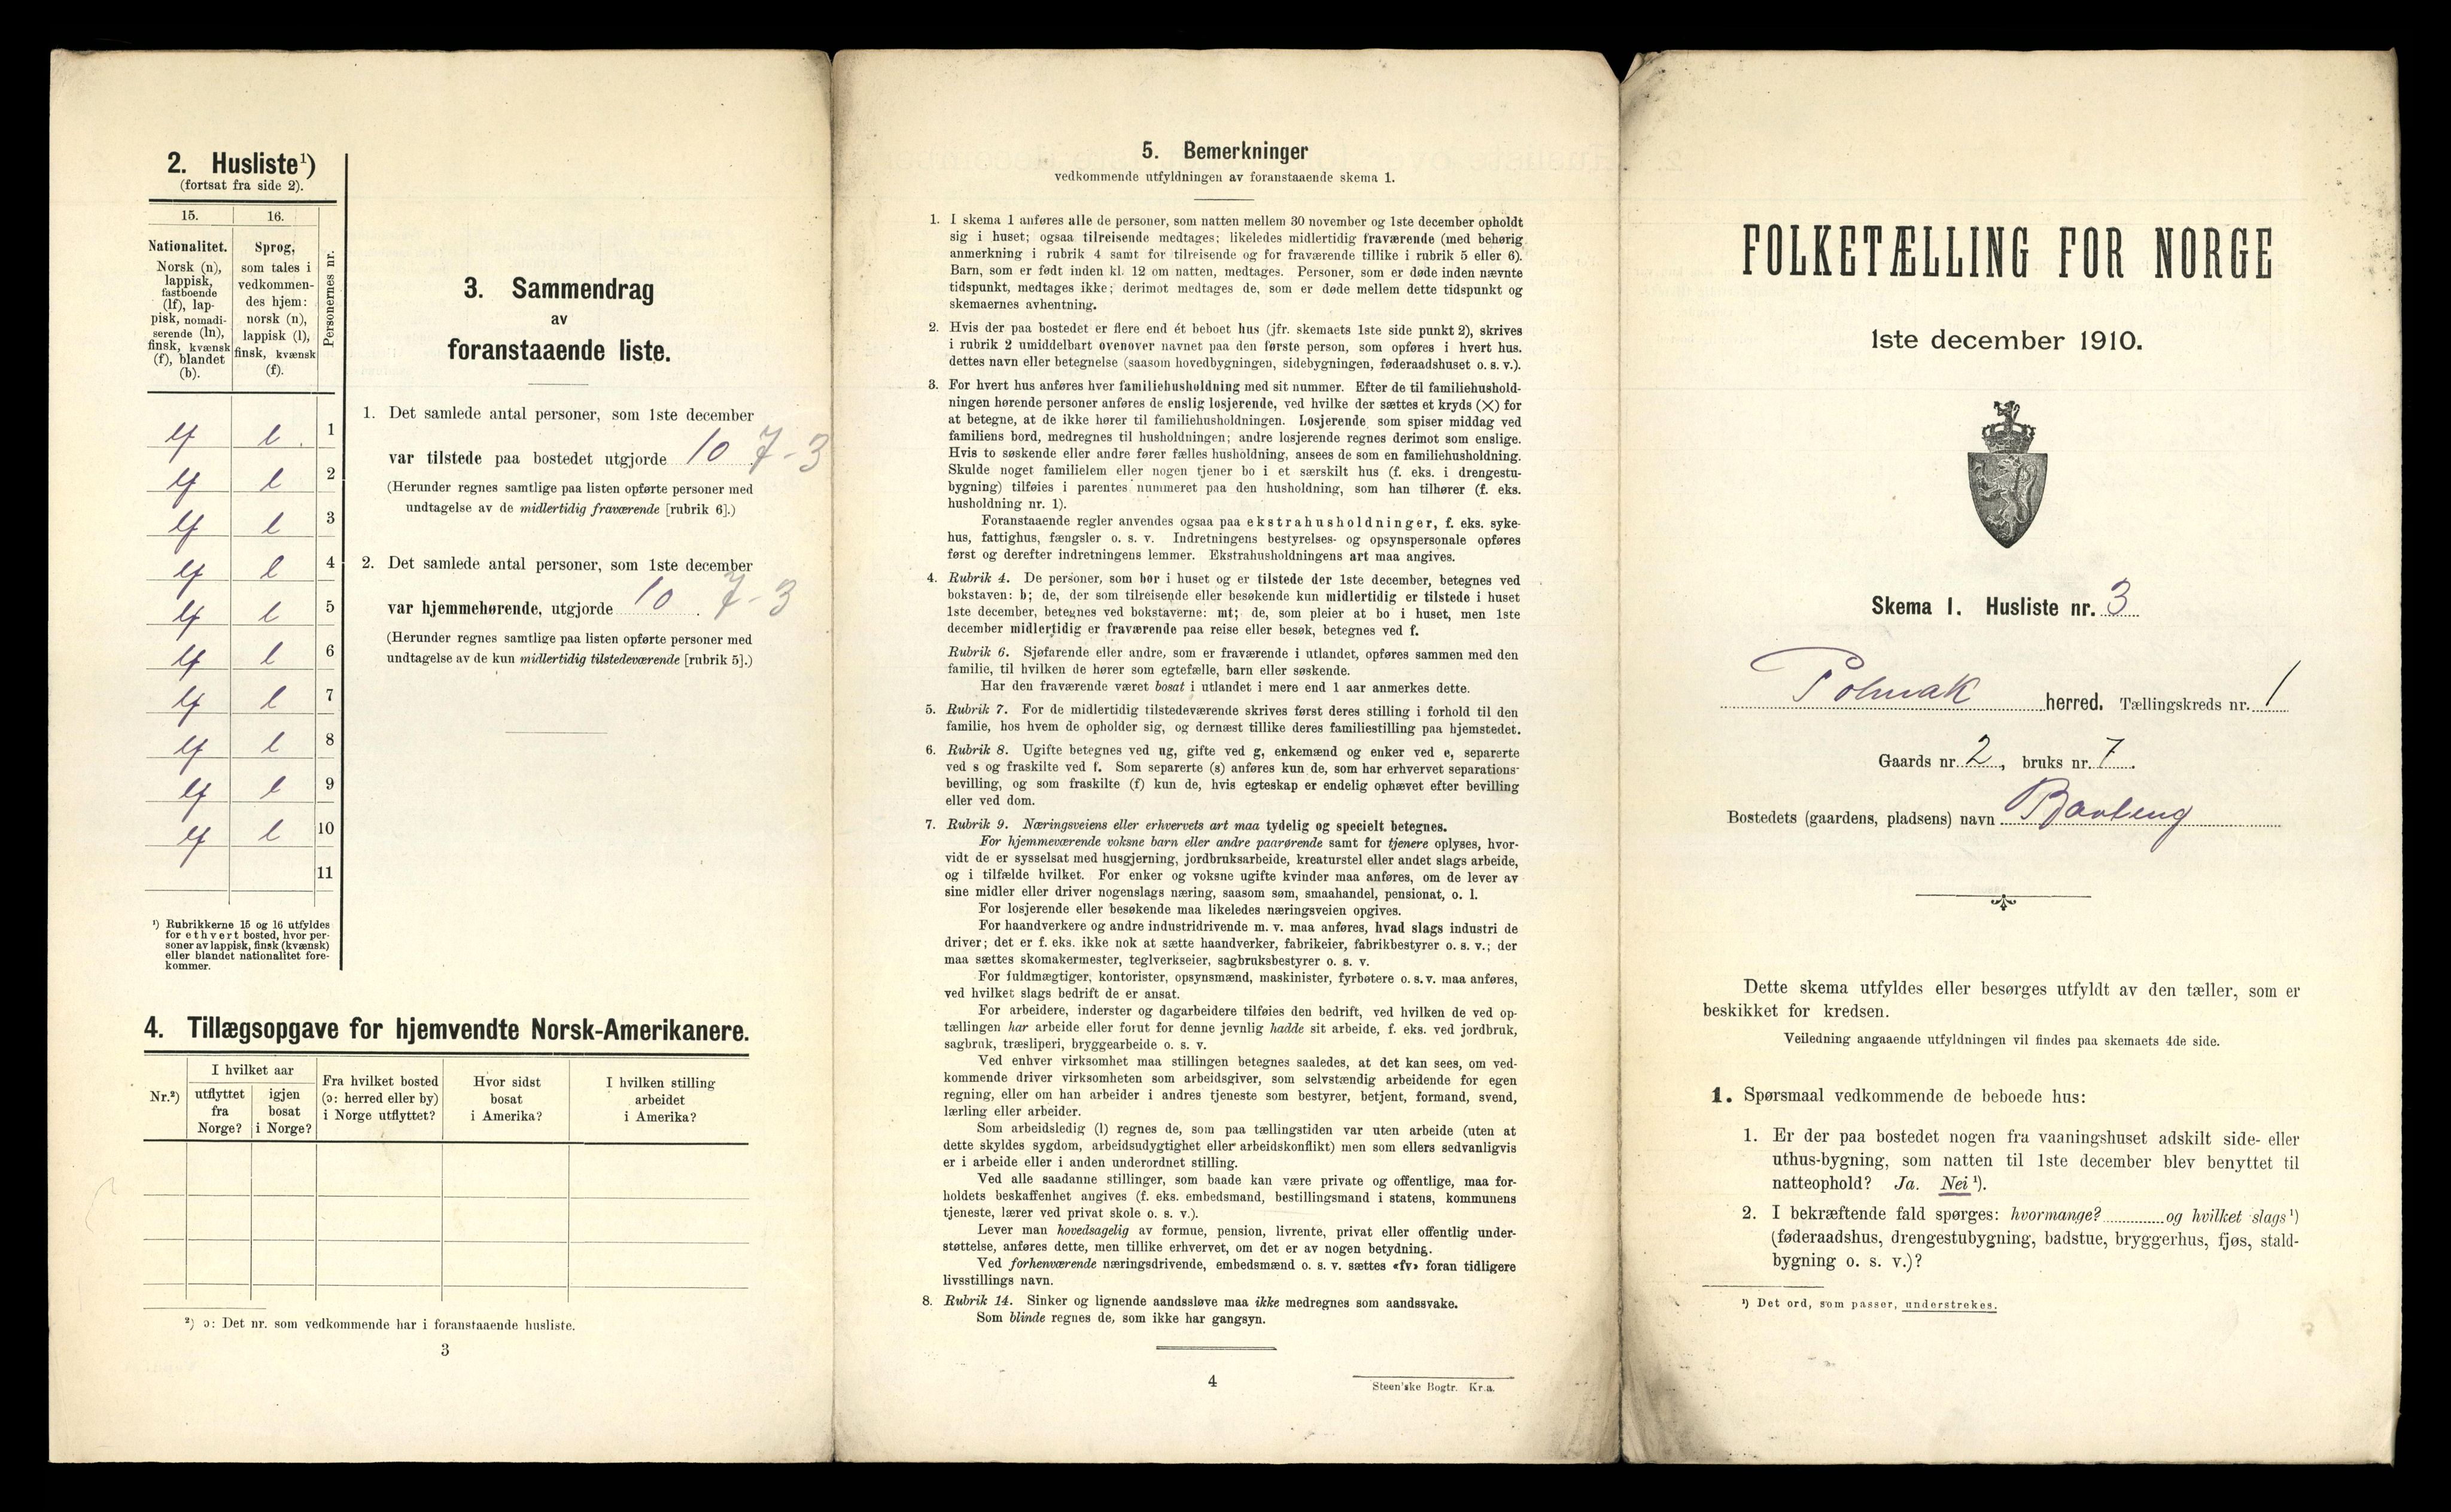 2. Husliste¹)
(fortsat fra side 2).
15.
16.
Nationalitet.
Norsk (n),
lappisk,
fastboende
(lf), lap-
pisk, nomadi-
serende (ln),
finsk, kvænsk
(f), blandet
(b).
Sprog,
som tales i
vedkommen-
des hjem:
norsk (n),
lappisk (l),
finsk, kvænsk
(f).
Personernes nr.
lf l. 1
lf l 2
lf l 3
lf l 4
lf l 5
lf l 6
lf l 7
lf l 8
lf l 9
lf l 10
11
¹) Rubrikkerne 15 og 16 utfyldes
for ethvert bosted, hvor per-
soner av lappisk, finsk (kvænsk)
eller blandet nationalitet fore-
kommer.
3. Sammendrag
av
foranstaaende liste.
1. Det samlede antal personer, som 1ste december
var tilstede paa bostedet utgjorde 10 7-3
(Herunder regnes samtlige paa listen opførte personer med
undtagelse av de midlertidig fraværende [rubrik 6].)
2. Det samlede antal personer, som 1ste december
var hjemmehørende, utgjorde 10. 7-3
(Herunder regnes samtlige paa listen opførte personer med
undtagelse av de kun midlertidig tilstedeværende [rubrik 5].)
4. Tillægsopgave for hjemvendte Norsk-Amerikanere.
Nr.²)
I hvilket aar
utflyttet
fra
Norge?
igjen
bosat
i Norge?
Fra hvilket bosted
(ɔ: herred eller by)
i Norge utflyttet?
Hvor sidst
bosat
i Amerika?
I hvilken stilling
arbeidet
i Amerika?
²) ɔ: Det nr. som vedkommende har i foranstaaende husliste.
3
5. Bemerkninger
vedkommende utfyldningen av foranstaaende skema 1.
1. I skema 1 anføres alle de personer, som natten mellem 30 november og 1ste december opholdt
sig i huset; ogsaa tilreisende medtages; likeledes midlertidig fraværende (med behørig
anmerkning i rubrik 4 samt for tilreisende og for fraværende tillike i rubrik 5 eller 6).
Barn, som er født inden kl. 12 om natten, medtages. Personer, som er døde inden nævnte
tidspunkt, medtages ikke; derimot medtages de, som er døde mellem dette tidspunkt og
skemaernes avhentning.
2. Hvis der paa bostedet er flere end ét beboet hus (jfr. skemaets 1ste side punkt 2), skrives
i rubrik 2 umiddelbart ovenover navnet paa den første person, som opføres i hvert hus.
dettes navn eller betegnelse (saasom hovedbygningen, sidebygningen, føderaadshuset o. s. v.).
3. For hvert hus anføres hver familiehusholdning med sit nummer. Efter de til familiehushold-
ningen hørende personer anføres de enslig losjerende, ved hvilke der sættes et kryds (×) for
at betegne, at de ikke hører til familiehusholdningen. Losjerende, som spiser middag ved
familiens bord, medregnes til husholdningen; andre losjerende regnes derimot som enslige.
Hvis to søskende eller andre fører fælles husholdning, ansees de som en familiehusholdning.
Skulde noget familielem eller nogen tjener bo i et særskilt hus (f. eks. i drengestu-
bygning) tilføies i parentes nummeret paa den husholdning, som han tilhører (f. eks.
husholdning nr. 1).
Foranstaaende regler anvendes ogsaa paa ekstrahusholdninger, f. eks. syke-
hus, fattighus, fængsler o. s. v. Indretningens bestyrelses- og opsynspersonale opføres
først og derefter indretningens lemmer. Ekstrahusholdningens art maa angives.
4. Rubrik 4. De personer, som bor i huset og er tilstede der 1ste december, betegnes ved
bokstaven: b; de, der som tilreisende eller besøkende kun midlertidig er tilstede i huset
1ste december, betegnes ved bokstaverne: mt; de, som pleier at bo i huset, men 1ste
december midlertidig er fraværende paa reise eller besøk, betegnes ved f.
Rubrik 6. Sjøfarende eller andre, som er fraværende i utlandet, opføres sammen med den
familie, til hvilken de hører som egtefælle, barn eller søskende.
Har den fraværende været bosat i utlandet i mere end 1 aar anmerkes dette.
5. Rubrik 7. For de midlertidig tilstedeværende skrives først deres stilling i forhold til den
familie, hos hvem de opholder sig, og dernæst tillike deres familiestilling paa hjemstedet.
6. Rubrik 8. Ugifte betegnes ved ug, gifte ved g, enkemænd og enker ved e, separerte
ved s og fraskilte ved f. Som separerte (s) anføres kun de, som har erhvervet separations-
bevilling, og som fraskilte (f) kun de, hvis egteskap er endelig ophævet efter bevilling
eller ved dom.
7. Rubrik 9. Næringsveiens eller erhvervets art maa tydelig og specielt betegnes.
For hjemmeværende voksne barn eller andre paarørende samt for tjenere oplyses, hvor-
vidt de er sysselsat med husgjerning, jordbruksarbeide, kreaturstel eller andet slags arbeide,
og i tilfælde hvilket. For enker og voksne ugifte kvinder maa anføres, om de lever av
sine midler eller driver nogenslags næring, saasom søm, smaahandel, pensionat, o. l.
For losjerende eller besøkende maa likeledes næringsveien opgives.
For haandverkere og andre industridrivende m. v. maa anføres, hvad slags industri de
driver; det er f. eks. ikke nok at sætte haandverker, fabrikeier, fabrikbestyrer o. s. v.; der
maa sættes skomakermester, teglverkseier, sagbruksbestyrer o. s. v.
For fuldmægtiger, kontorister, opsynsmænd, maskinister, fyrbøtere o. s. v. maa anføres,
ved hvilket slags bedrift de er ansat.
For arbeidere, inderster og dagarbeidere tilføies den bedrift, ved hvilken de ved op-
tællingen har arbeide eller forut for denne jevnlig hadde sit arbeide, f. eks. ved jordbruk,
sagbruk, træsliperi, bryggearbeide o. s. v.
Ved enhver virksomhet maa stillingen betegnes saaledes, at det kan sees, om ved-
kommende driver virksomheten som arbeidsgiver, som selvstændig arbeidende for egen
regning, eller om han arbeider i andres tjeneste som bestyrer, betjent, formand, svend,
lærling eller arbeider.
Som arbeidsledig (l) regnes de, som paa tællingstiden var uten arbeide (uten at
dette skyldes sygdom, arbeidsudygtighet eller arbeidskonflikt) men som ellers sedvanligvis
er i arbeide eller i anden underordnet stilling.
Ved alle saadanne stillinger, som baade kan være private og offentlige, maa for-
holdets beskaffenhet angives (f. eks. embedsmand, bestillingsmand i statens, kommunens
tjeneste, lærer ved privat skole o. s. v.).
Lever man hovedsagelig av formue, pension, livrente, privat eller offentlig under-
støttelse, anføres dette, men tillike erhvervet, om det er av nogen betydning.
Ved forhenværende næringsdrivende, embedsmænd o. s. v. sættes «fv» foran tidligere
livsstillings navn.
8. Rubrik 14. Sinker og lignende aandssløve maa ikke medregnes som aandssvake.
Som blinde regnes de, som ikke har gangsyn.
4
Steen'ske Bogtr. Kr.a.
FOLKETÆLLING FOR NORGE
1ste december 1910.
Skema 1. Husliste nr. 3
Polmak herred. Tællingskreds nr. 1
Gaards nr. 2, bruks nr. 7.
Bostedets (gaardens, pladsens) navn Bavteng
Dette skema utfyldes eller besørges utfyldt av den tæller, som er
beskikket for kredsen.
Veiledning angaaende utfyldningen vil findes paa skemaets 4de side.
1. Spørsmaal vedkommende de beboede hus:
1. Er der paa bostedet nogen fra vaaningshuset adskilt side- eller
uthus-bygning, som natten til 1ste december blev benyttet til
natteophold? Ja. Nei ¹).
2. I bekræftende fald spørges: hvormange? og hvilket slags ¹)
(føderaadshus, drengestubygning, badstue, bryggerhus, fjøs, stald-
bygning o. s. v.)?
¹) Det ord, som passer, understrekes.